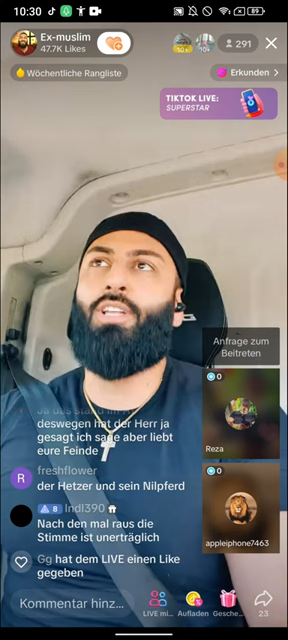 10:30
89
Ex-muslim
47.7K Likes
291
Wöchentliche Rangliste
Erkunden >
TIKTOK LIVE:
SUPERSTAR
Anfrage zum
Beitreten
0
Reza
0
appleiphone7463
deswegen hat der Herr ja
gesagt ich sage aber liebt
eure Feinde
R
freshflower
der Hetzer und sein Nilpferd
8 Indl390
Nach den mal raus die
Stimme ist unerträglich
Gg hat dem LIVE einen Like
gegeben
Kommentar hinz...
LIVE mi...
Aufladen
Gesche...
23